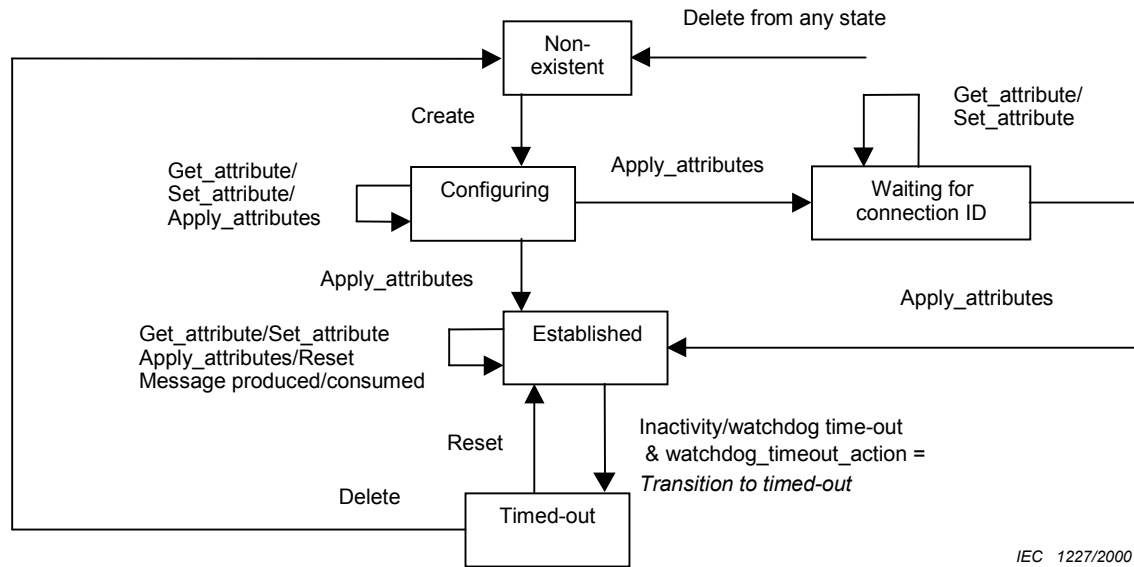 Delete from any state
Non-
existent
Create
Get_attribute/
Set_attribute
Get_attribute/
Set_attribute/
Apply_attributes
Configuring
Apply_attributes
Waiting for
connection ID
Apply_attributes
Apply_attributes
Get_attribute/Set_attribute
Apply_attributes/Reset
Message produced/consumed
Established
Reset
Inactivity/watchdog time-out
& watchdog_timeout_action =
Transition to timed-out
Delete
Timed-out
IEC 1227/2000